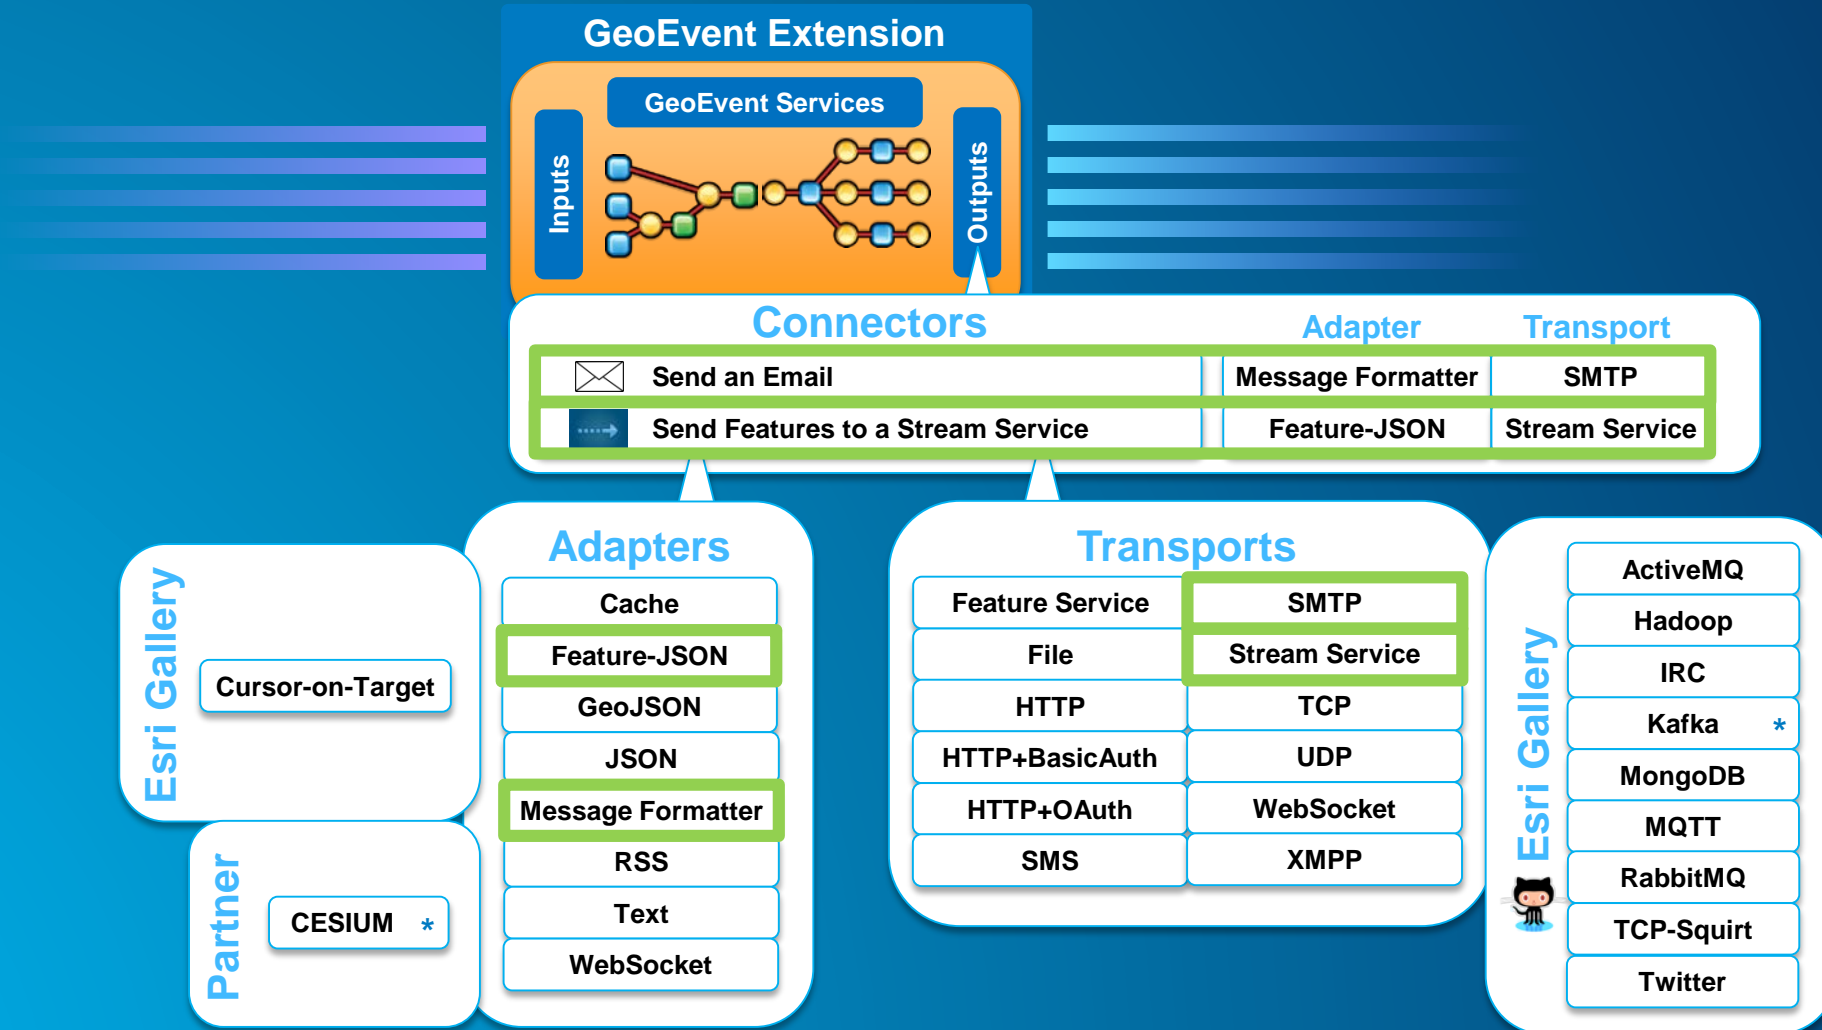 GeoEvent Extension
GeoEvent Services
Inputs
Outputs
Connectors
Adapter
Transport
Send an Email
Message Formatter
SMTP
Send Features to a Stream Service
Feature-JSON
Stream Service
Esri Gallery
Cursor-on-Target
Partner
CESIUM *
Adapters
Cache
Feature-JSON
GeoJSON
JSON
Message Formatter
RSS
Text
WebSocket
Transports
Feature Service
SMTP
File
Stream Service
HTTP
TCP
HTTP+BasicAuth
UDP
HTTP+OAuth
WebSocket
SMS
XMPP
Esri Gallery
ActiveMQ
Hadoop
IRC
Kafka *
MongoDB
MQTT
RabbitMQ
TCP-Squirt
Twitter